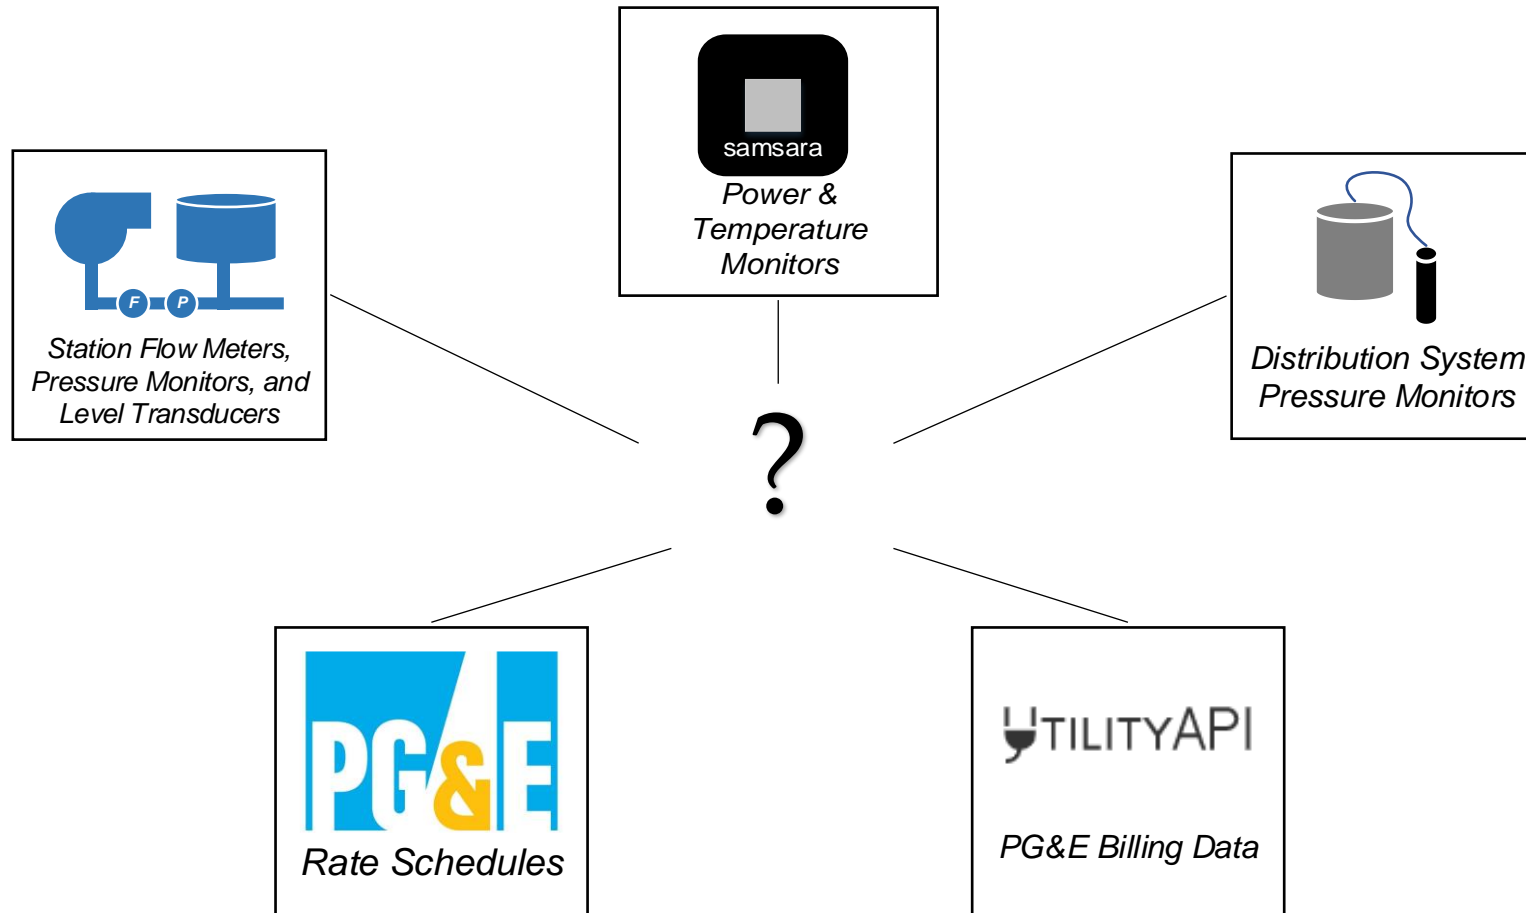 samsara
Power &
Temperature
Monitors
F P
Station Flow Meters,
Pressure Monitors, and
Level Transducers
Distribution System
Pressure Monitors
?
PG&E
Rate Schedules
UTILITYAPI
PG&E Billing Data